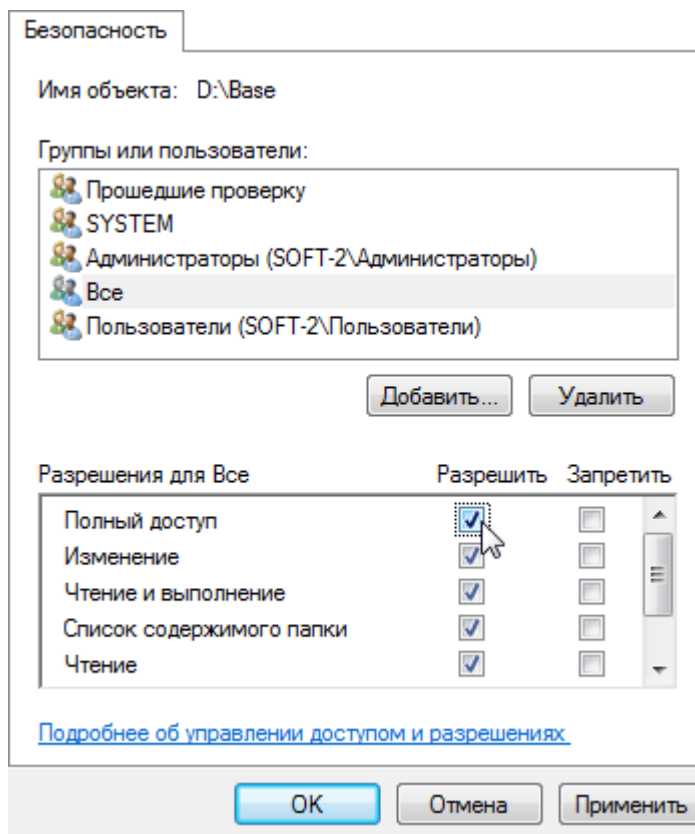 Безопасность
Имя объекта: D:\Base
Группы или пользователи:
Прошедшие проверку
SYSTEM
Администраторы (SOFT-2\Администраторы)
Все
Пользователи (SOFT-2\Пользователи)
Добавить... Удалить
Разрешения для Все Разрешить Запретить
Полный доступ
Изменение
Чтение и выполнение
Список содержимого папки
Чтение
Подробнее об управлении доступом и разрешениях
OK Отмена Применить